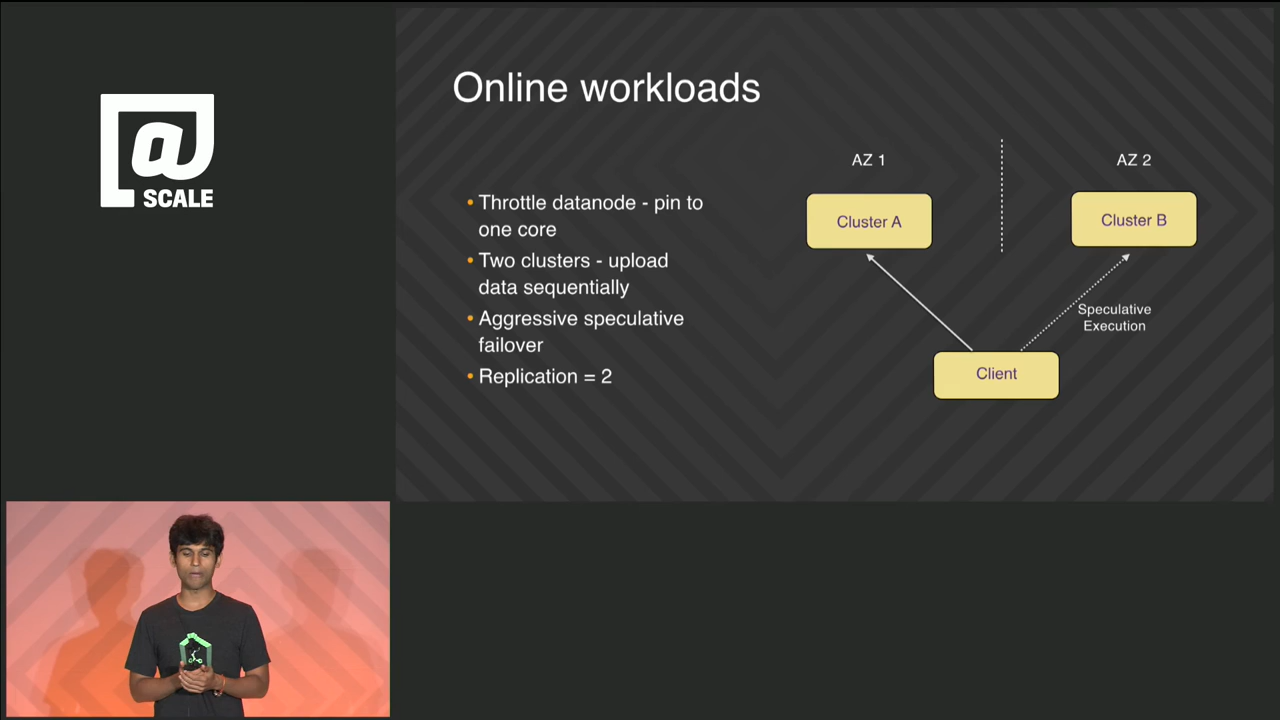 @
SCALE
Online workloads
• Throttle datanode - pin to
one core
• Two clusters - upload
data sequentially
• Aggressive speculative
failover
• Replication = 2
AZ 1
AZ 2
Cluster A
Cluster B
Speculative
Execution
Client